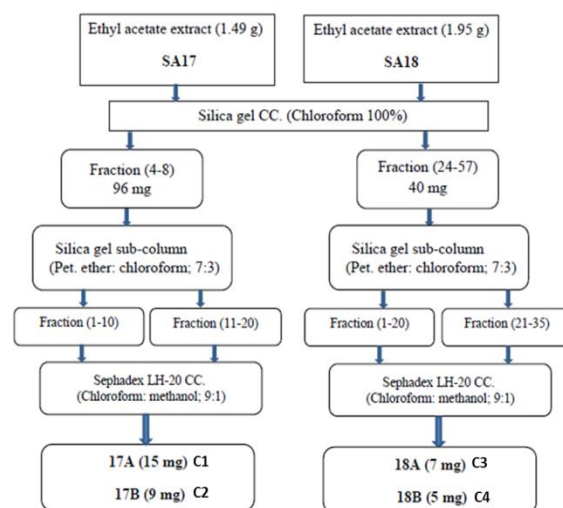 Ethyl acetate extract (1.49 g)
SA17
Ethyl acetate extract (1.95 g)
SA18
Silica gel CC. (Chloroform 100%)
Fraction (4-8)
96 mg
Fraction (24-57)
40 mg
Silica gel sub-column
(Pet. ether: chloroform; 7:3)
Silica gel sub-column
(Pet. ether: chloroform; 7:3)
Fraction (1-10)
Fraction (11-20)
Fraction (1-20)
Fraction (21-35)
Sephadex LH-20 CC.
(Chloroform: methanol; 9:1)
Sephadex LH-20 CC.
(Chloroform: methanol; 9:1)
17A (15 mg) C1
17B (9 mg) C2
18A (7 mg) C3
18B (5 mg) C4